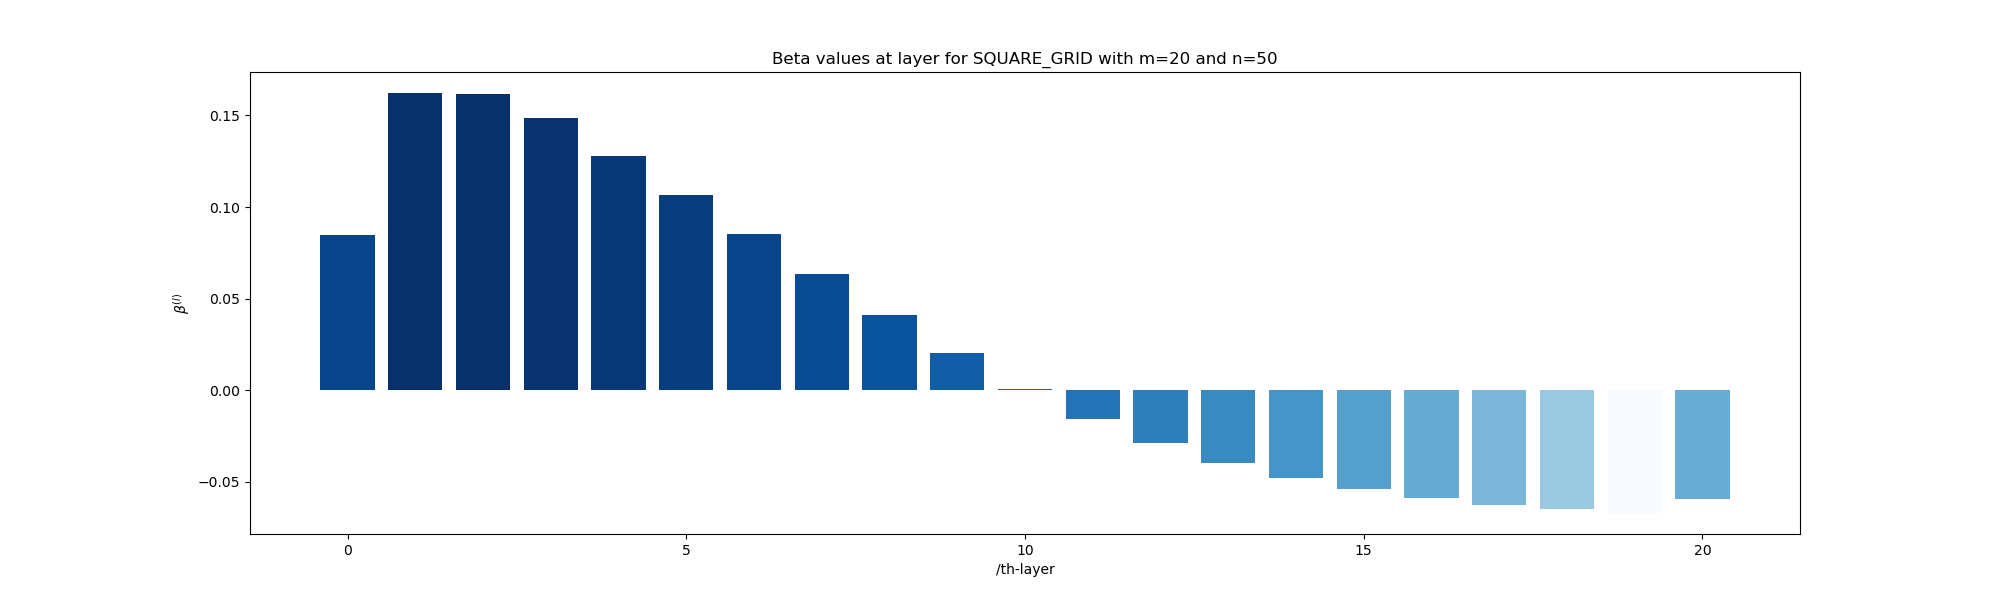 Beta values at layer for SQUARE_GRID with m=20 and n=50
0.15
0.10
0.05
0.00
−0.05
β⁽ˡ⁾
0 5 10 15 20
/th-layer